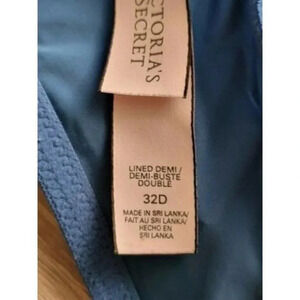 VICTORIA'S
SECRET
LINED DEMI/
DEMI-BUSTE
DOUBLE
32D
MADE IN SRI LANKA/
FAIT AU SRI LANKA/
HECHO EN
SRI LANKA